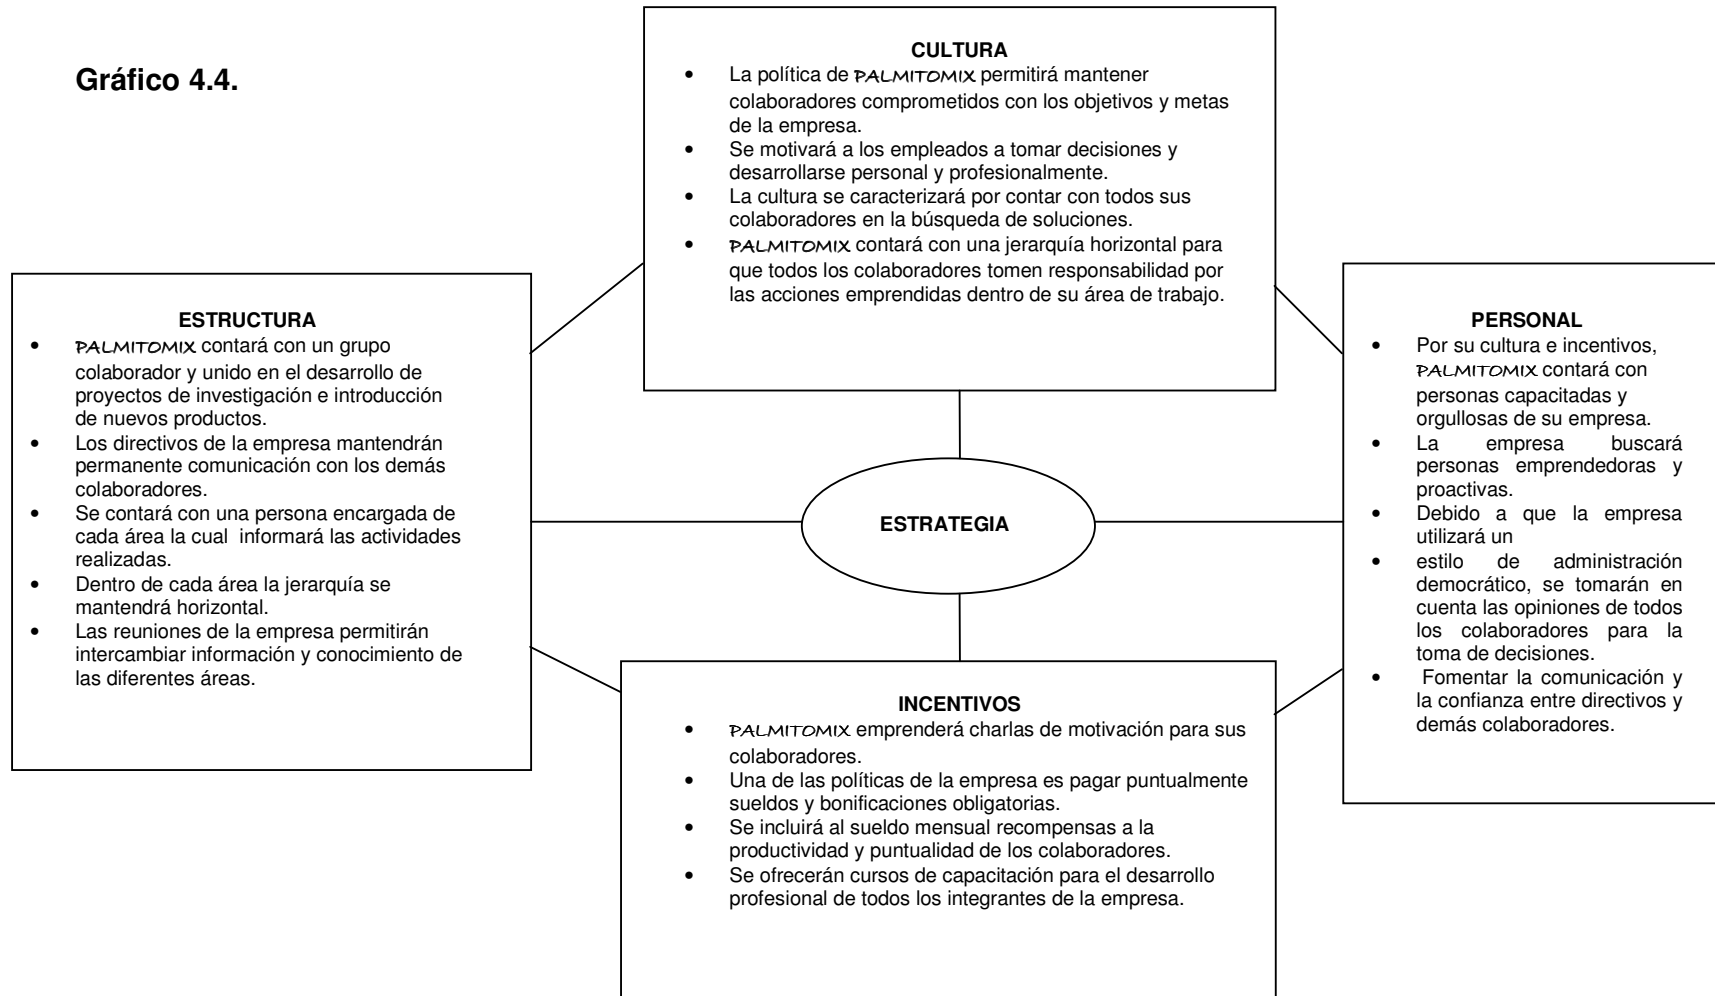 Gráfico 4.4.
CULTURA
• La política de PALMITOMIX permitirá mantener
colaboradores comprometidos con los objetivos y metas
de la empresa.
• Se motivará a los empleados a tomar decisiones y
desarrollarse personal y profesionalmente.
• La cultura se caracterizará por contar con todos sus
colaboradores en la búsqueda de soluciones.
• PALMITOMIX contará con una jerarquía horizontal para
que todos los colaboradores tomen responsabilidad por
las acciones emprendidas dentro de su área de trabajo.
ESTRUCTURA
• PALMITOMIX contará con un grupo
colaborador y unido en el desarrollo de
proyectos de investigación e introducción
de nuevos productos.
• Los directivos de la empresa mantendrán
permanente comunicación con los demás
colaboradores.
• Se contará con una persona encargada de
cada área la cual informará las actividades
realizadas.
• Dentro de cada área la jerarquía se
mantendrá horizontal.
• Las reuniones de la empresa permitirán
intercambiar información y conocimiento de
las diferentes áreas.
ESTRATEGIA
PERSONAL
• Por su cultura e incentivos,
PALMITOMIX contará con
personas capacitadas y
orgullosas de su empresa.
• La empresa buscará
personas emprendedoras y
proactivas.
• Debido a que la empresa
utilizará un
• estilo de administración
democrático, se tomarán en
cuenta las opiniones de todos
los colaboradores para la
toma de decisiones.
• Fomentar la comunicación y
la confianza entre directivos y
demás colaboradores.
INCENTIVOS
• PALMITOMIX emprenderá charlas de motivación para sus
colaboradores.
• Una de las políticas de la empresa es pagar puntualmente
sueldos y bonificaciones obligatorias.
• Se incluirá al sueldo mensual recompensas a la
productividad y puntualidad de los colaboradores.
• Se ofrecerán cursos de capacitación para el desarrollo
profesional de todos los integrantes de la empresa.